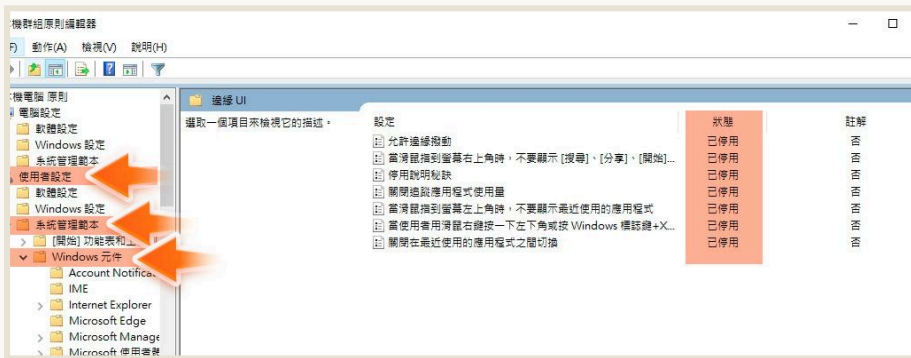 機群組原則編輯器
F) 動作(A) 檢視(V) 說明(H)
機電腦 原則
電腦設定
軟體設定
Windows 設定
系統管理範本
使用者設定
軟體設定
Windows 設定
系統管理範本
[開始] 功能表和工
Windows 元件
Account Notifica
IME
Internet Explorer
Microsoft Edge
Microsoft Manage
Microsoft 使用者體
邊緣 UI
選取一個項目來檢視它的描述。
設定 狀態 註解
允許邊緣撥動 已停用 否
當滑鼠指到螢幕右上角時，不要顯示 [搜尋]、[分享]、[開始]... 已停用 否
停用說明秘訣 已停用 否
關閉追蹤應用程式使用量 已停用 否
當滑鼠指到螢幕左上角時，不要顯示最近使用的應用程式 已停用 否
當使用者用滑鼠右鍵按一下左下角或按 Windows 標誌鍵+X... 已停用 否
關閉在最近使用的應用程式之間切換 已停用 否